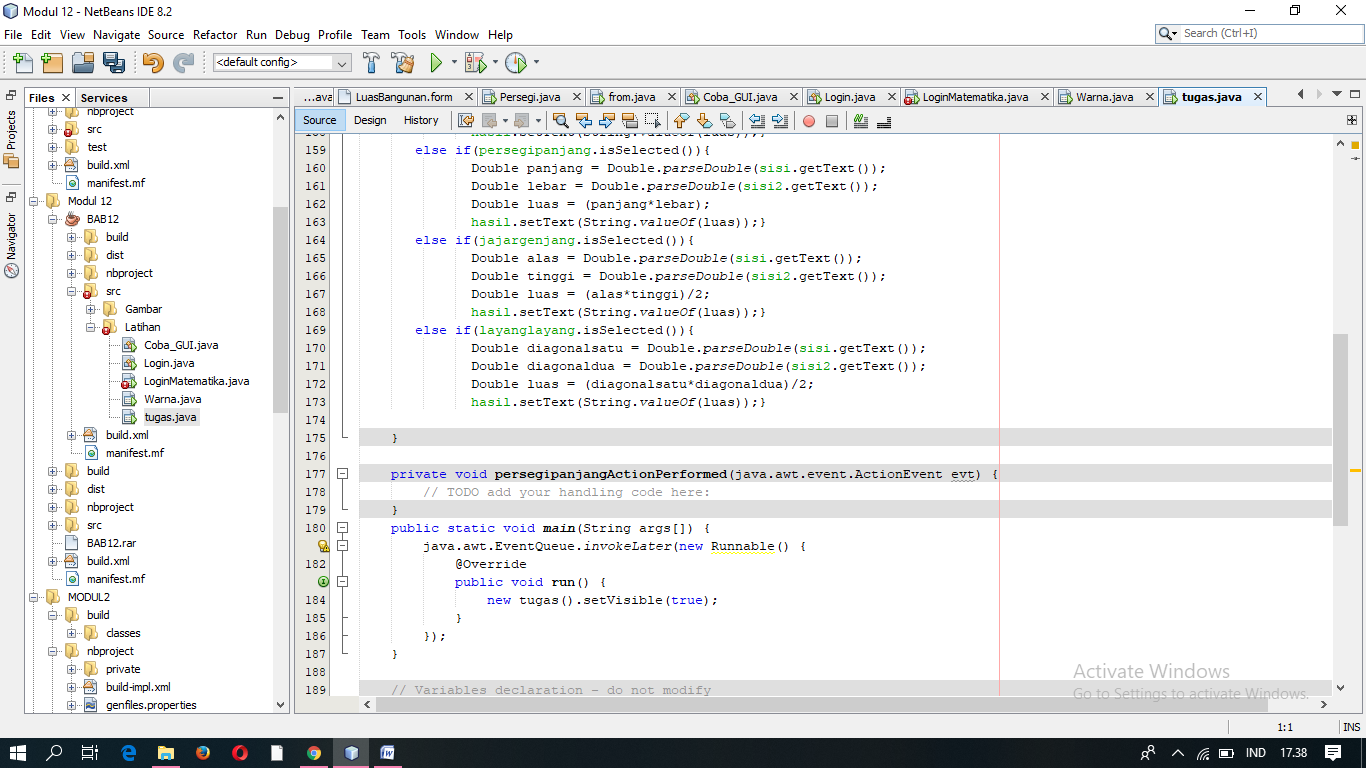 Modul 12 - NetBeans IDE 8.2
File Edit View Navigate Source Refactor Run Debug Profile Team Tools Window Help
Search (Ctrl+I)
<default config>
Projects
Navigator
Files
Services
nbproject
src
test
build.xml
manifest.mf
Modul 12
BAB12
build
dist
nbproject
src
Gambar
Latihan
Coba_GUI.java
Login.java
LoginMatematika.java
Warna.java
tugas.java
build.xml
manifest.mf
build
dist
nbproject
src
BAB12.rar
build.xml
manifest.mf
MODUL2
build
classes
nbproject
private
build-impl.xml
genfiles.properties
...ava LuasBangunan.form Persegi.java from.java Coba_GUI.java Login.java LoginMatematika.java Warna.java tugas.java
Source Design History
hasil.setText(String.valueOf(luas));}
159 else if(persegipanjang.isSelected()){
160 Double panjang = Double.parseDouble(sisi.getText());
161 Double lebar = Double.parseDouble(sisi2.getText());
162 Double luas = (panjang*lebar);
163 hasil.setText(String.valueOf(luas));}
164 else if(jajargenjang.isSelected()){
165 Double alas = Double.parseDouble(sisi.getText());
166 Double tinggi = Double.parseDouble(sisi2.getText());
167 Double luas = (alas*tinggi)/2;
168 hasil.setText(String.valueOf(luas));}
169 else if(layanglayang.isSelected()){
170 Double diagonalsatu = Double.parseDouble(sisi.getText());
171 Double diagonaldua = Double.parseDouble(sisi2.getText());
172 Double luas = (diagonalsatu*diagonaldua)/2;
173 hasil.setText(String.valueOf(luas));}
174
175 }
176
177 private void persegipanjangActionPerformed(java.awt.event.ActionEvent evt) {
178 // TODO add your handling code here:
179 }
180 public static void main(String args[]) {
java.awt.EventQueue.invokeLater(new Runnable() {
182 @Override
public void run() {
184 new tugas().setVisible(true);
185 }
186 });
187 }
188
189 // Variables declaration - do not modify
Activate Windows
Go to Settings to activate Windows.
1:1 INS
IND 17.38